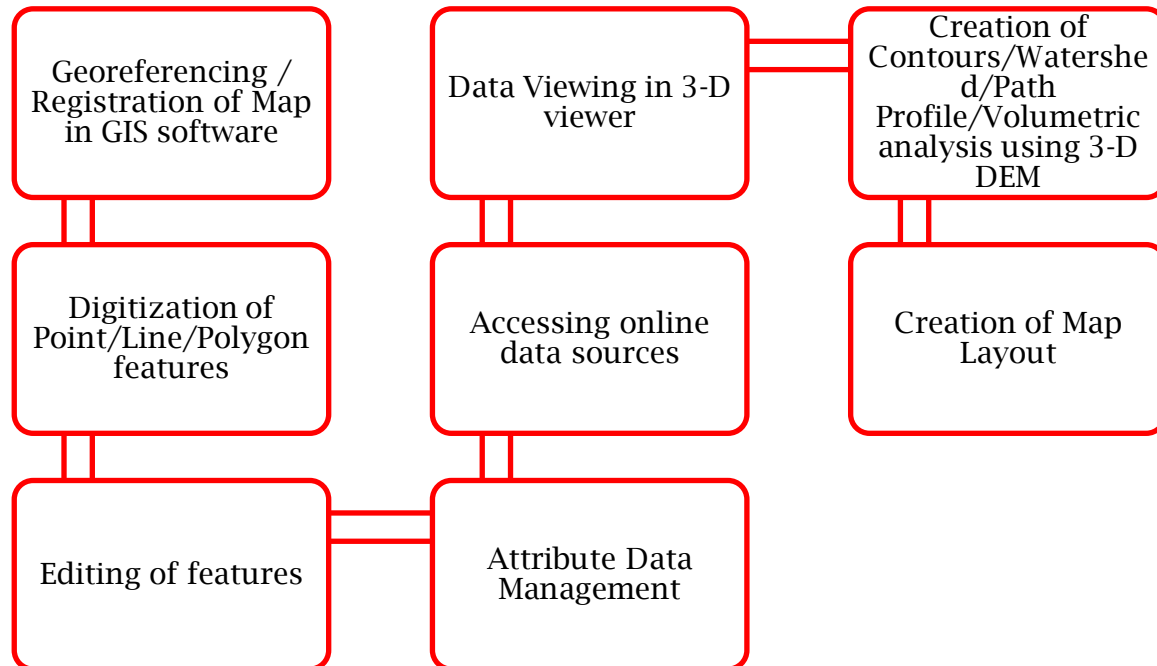 Georeferencing /
Registration of Map
in GIS software
Digitization of
Point/Line/Polygon
features
Editing of features
Attribute Data
Management
Accessing online
data sources
Data Viewing in 3-D
viewer
Creation of
Contours/Watershe
d/Path
Profile/Volumetric
analysis using 3-D
DEM
Creation of Map
Layout